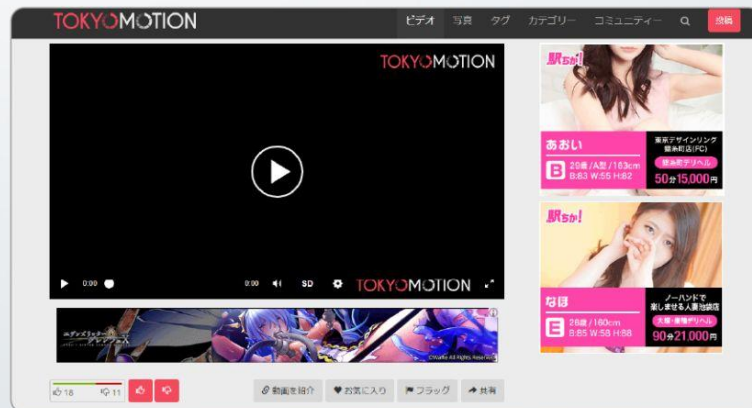 TOKYOMOTION
ビデオ 写真 タグ カテゴリー コミュニティー 投稿
TOKYOMOTION
0:00 0:00 SD TOKYOMOTION
駅ちか!
あおい
B 20歳/A型/163cm
B:83 W:55 H:82
東京デザインリング
錦糸町店(FC)
錦糸町デリヘル
50分15,000円
駅ちか!
なほ
E 28歳/160cm
B:85 W:58 H:88
ノーハンドで
楽しませる人妻池袋店
大塚・巣鴨デリヘル
90分21,000円
©WaNe All Rights Reserved
18 11
動画を紹介 お気に入り フラッグ 共有